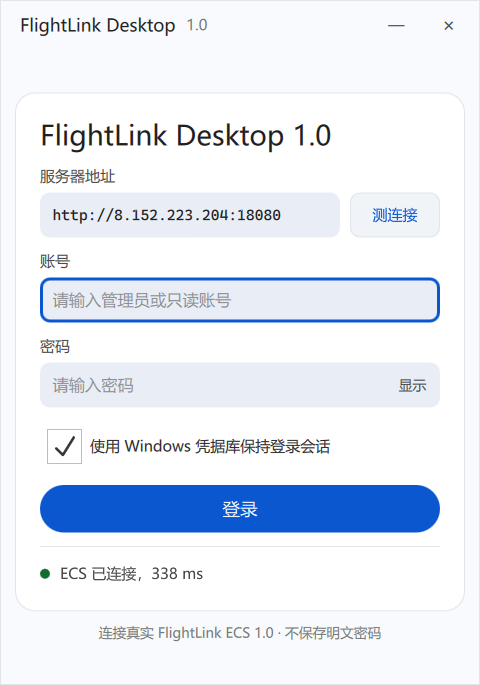 FlightLink Desktop 1.0
FlightLink Desktop 1.0
服务器地址
http://8.152.223.204:18080 测连接
账号
请输入管理员或只读账号
密码
请输入密码 显示
使用 Windows 凭据库保持登录会话
登录
ECS 已连接，338 ms
连接真实 FlightLink ECS 1.0 · 不保存明文密码